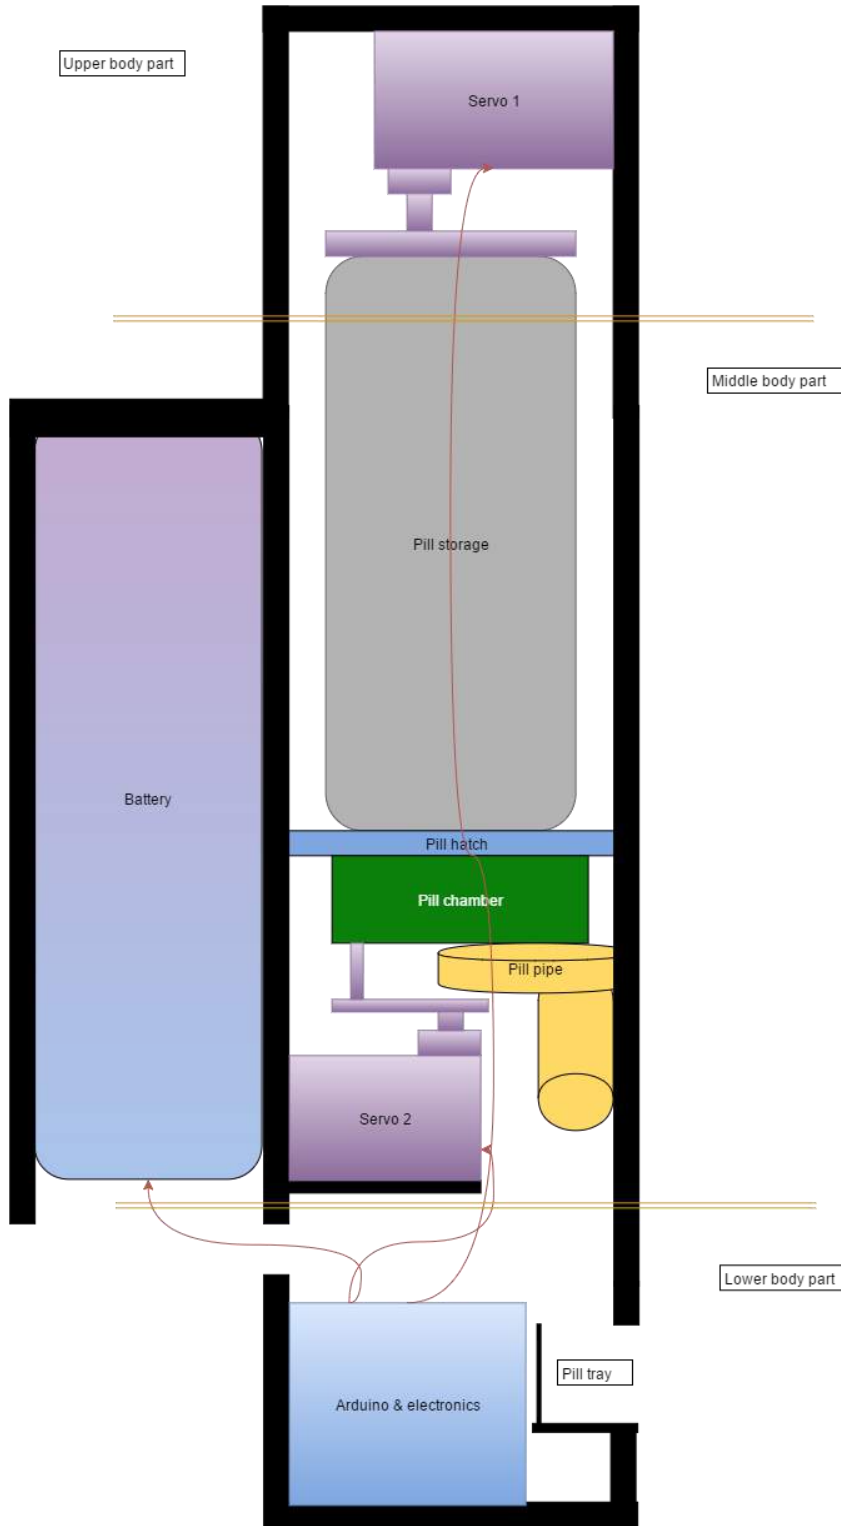 Upper body part
Servo 1
Middle body part
Pill storage
Battery
Pill hatch
Pill chamber
Pill pipe
Servo 2
Lower body part
Pill tray
Arduino & electronics